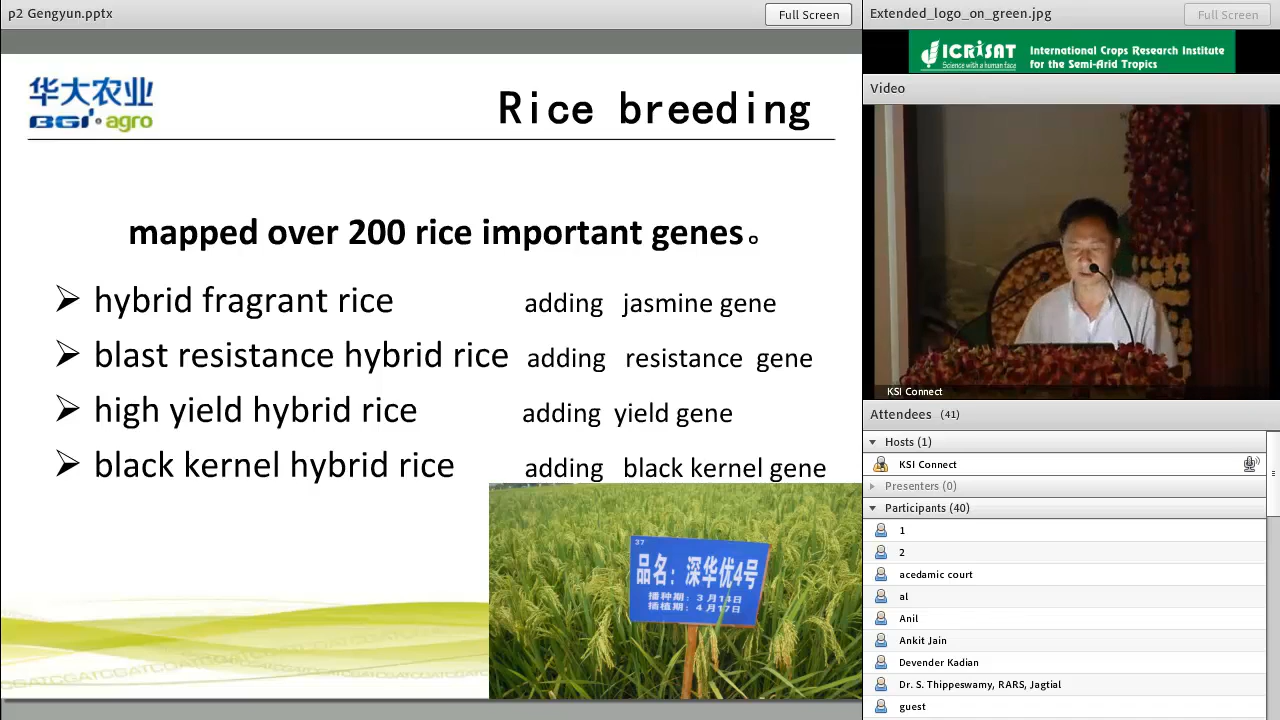 p2 Gengyun.pptx
Full Screen
华大农业
BGI·agro
Rice breeding
mapped over 200 rice important genes。
hybrid fragrant rice adding jasmine gene
blast resistance hybrid rice adding resistance gene
high yield hybrid rice adding yield gene
black kernel hybrid rice adding black kernel gene
37
品名：深华优4号
播种期：3月14日
插植期：4月17日
Extended_logo_on_green.jpg
Full Screen
ICRISAT
Science with a human face
International Crops Research Institute
for the Semi-Arid Tropics
Video
KSI Connect
Attendees (41)
Hosts (1)
KSI Connect
Presenters (0)
Participants (40)
1
2
acedamic court
al
Anil
Ankit Jain
Devender Kadian
Dr. S. Thippeswamy, RARS, Jagtial
guest